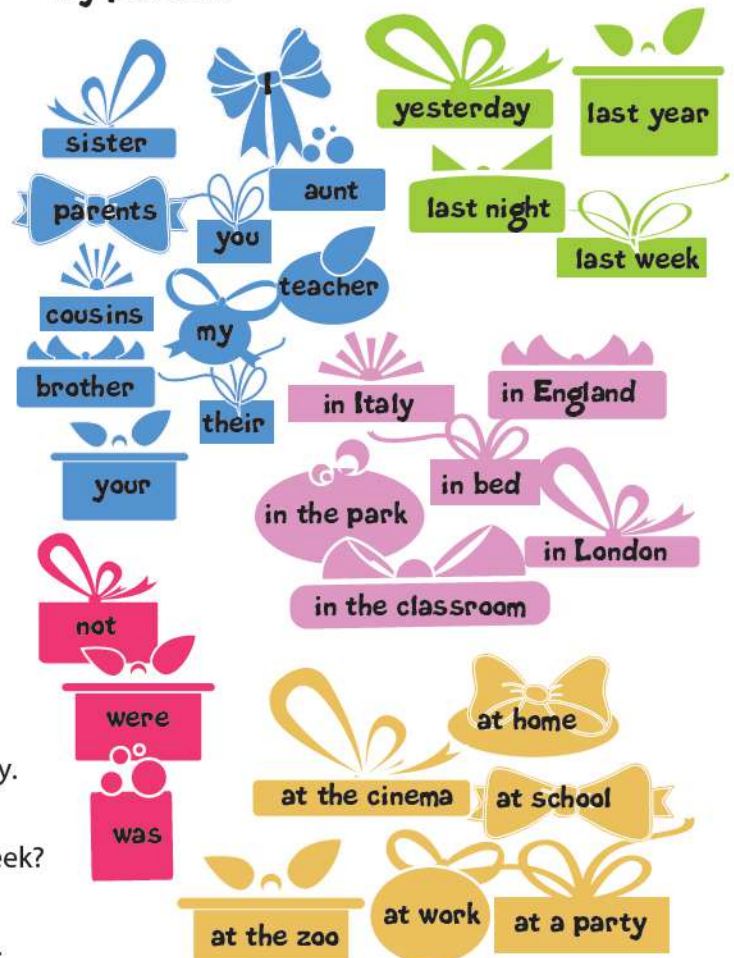 sister
I
aunt
parents
you
teacher
cousins
my
brother
their
your
yesterday
last year
last night
last week
in Italy
in England
in bed
in the park
in London
in the classroom
not
were
was
y.
eek?
at home
at the cinema
at school
at the zoo
at work
at a party